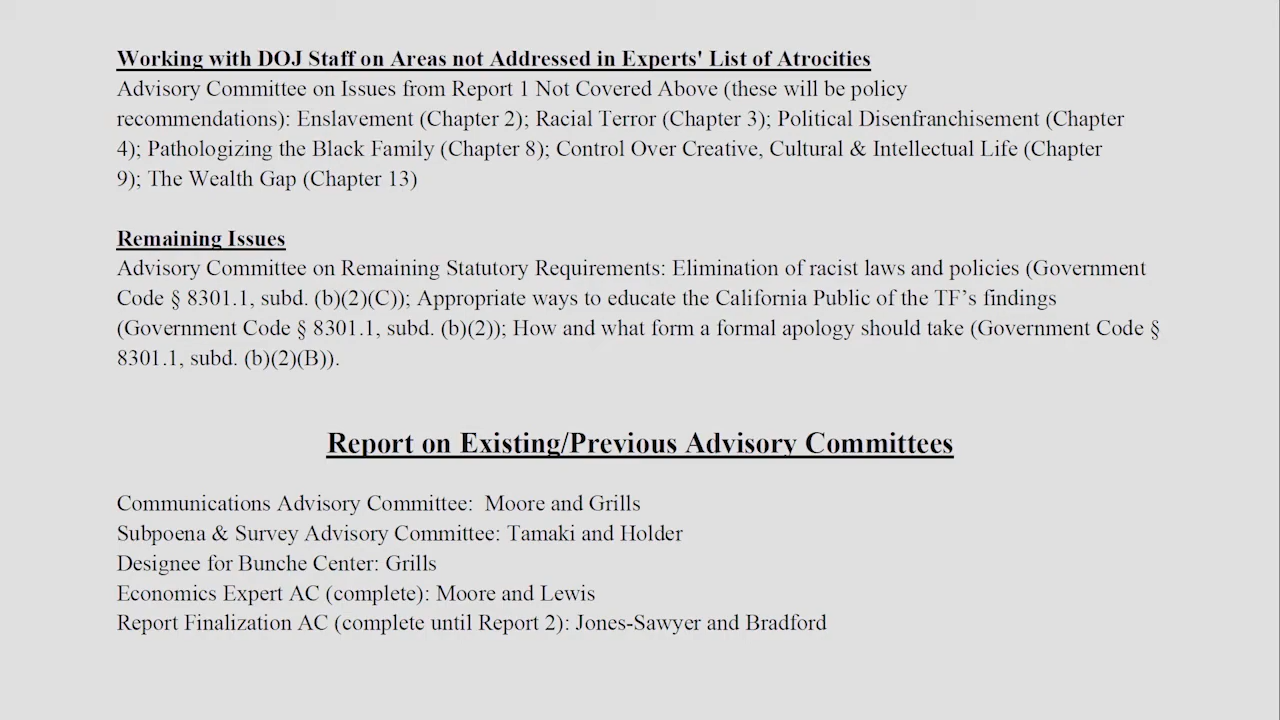 Working with DOJ Staff on Areas not Addressed in Experts' List of Atrocities
Advisory Committee on Issues from Report 1 Not Covered Above (these will be policy
recommendations): Enslavement (Chapter 2); Racial Terror (Chapter 3); Political Disenfranchisement (Chapter
4); Pathologizing the Black Family (Chapter 8); Control Over Creative, Cultural & Intellectual Life (Chapter
9); The Wealth Gap (Chapter 13)
Remaining Issues
Advisory Committee on Remaining Statutory Requirements: Elimination of racist laws and policies (Government
Code § 8301.1, subd. (b)(2)(C)); Appropriate ways to educate the California Public of the TF’s findings
(Government Code § 8301.1, subd. (b)(2)); How and what form a formal apology should take (Government Code §
8301.1, subd. (b)(2)(B)).
Report on Existing/Previous Advisory Committees
Communications Advisory Committee:  Moore and Grills
Subpoena & Survey Advisory Committee: Tamaki and Holder
Designee for Bunche Center: Grills
Economics Expert AC (complete): Moore and Lewis
Report Finalization AC (complete until Report 2): Jones-Sawyer and Bradford